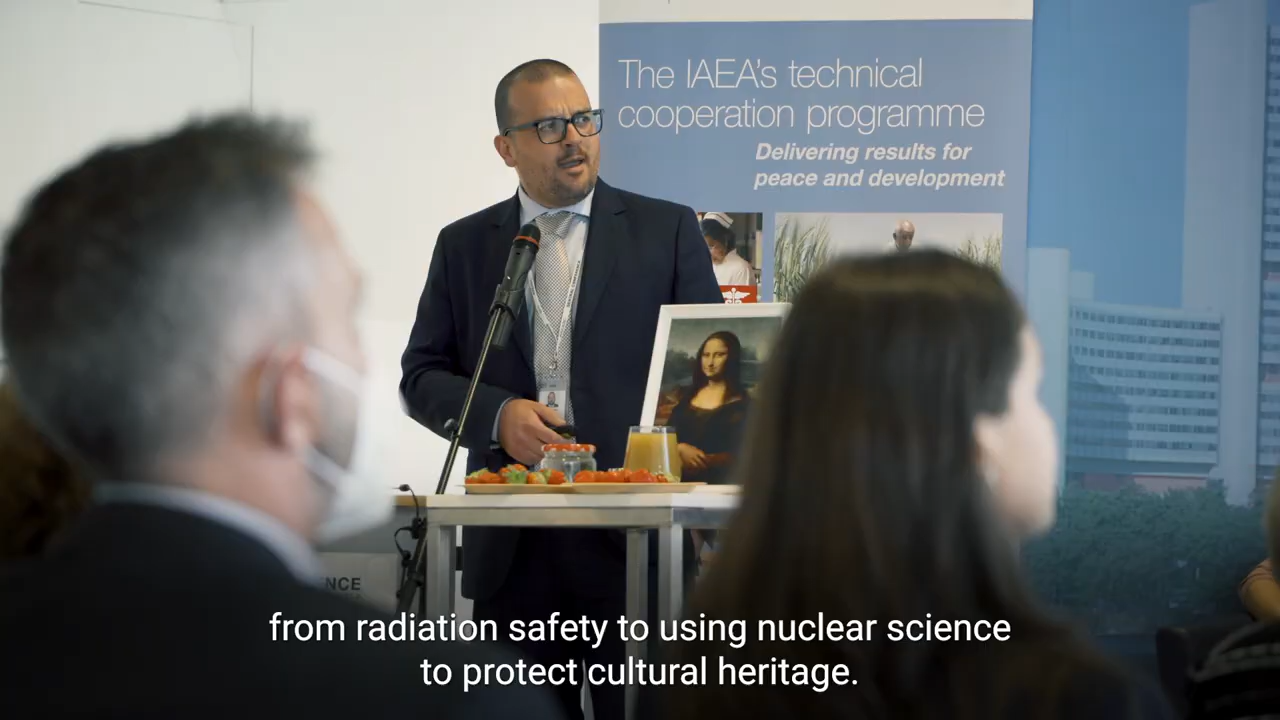 The IAEA's technical
cooperation programme
Delivering results for
peace and development
NCE
from radiation safety to using nuclear science
to protect cultural heritage.